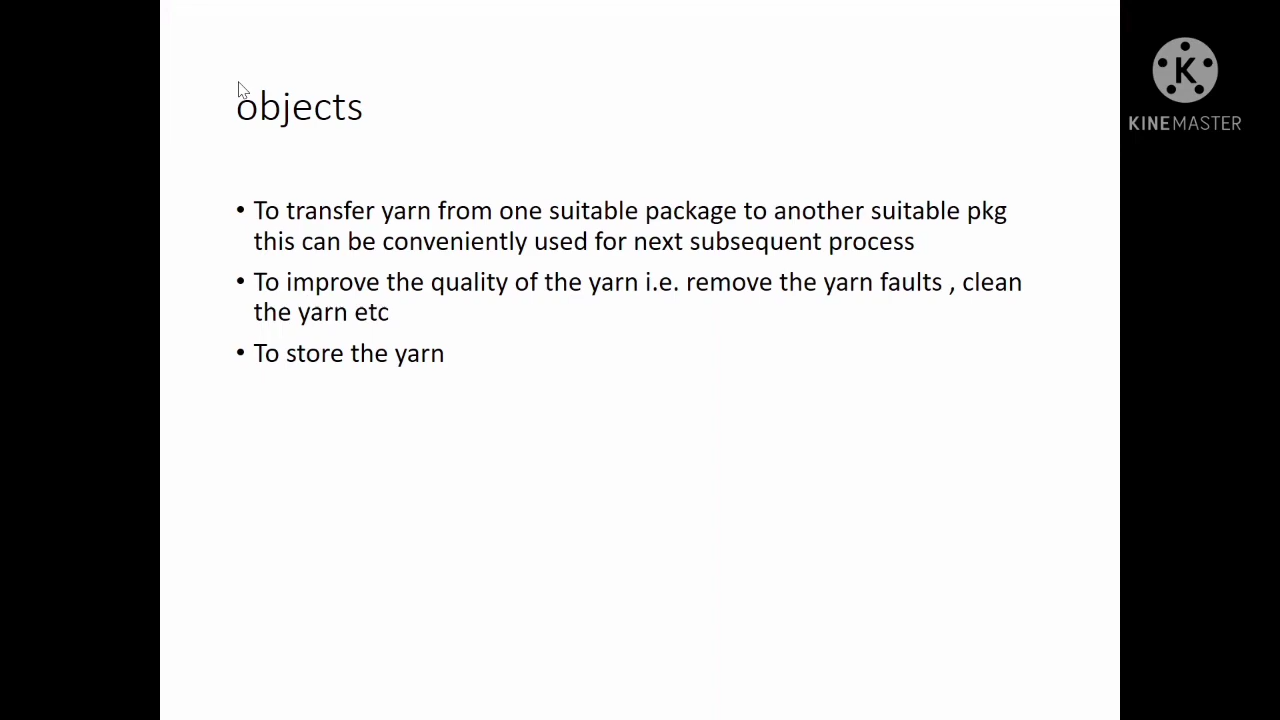 objects
• To transfer yarn from one suitable package to another suitable pkg
this can be conveniently used for next subsequent process
• To improve the quality of the yarn i.e. remove the yarn faults , clean
the yarn etc
• To store the yarn
K
KINEMASTER